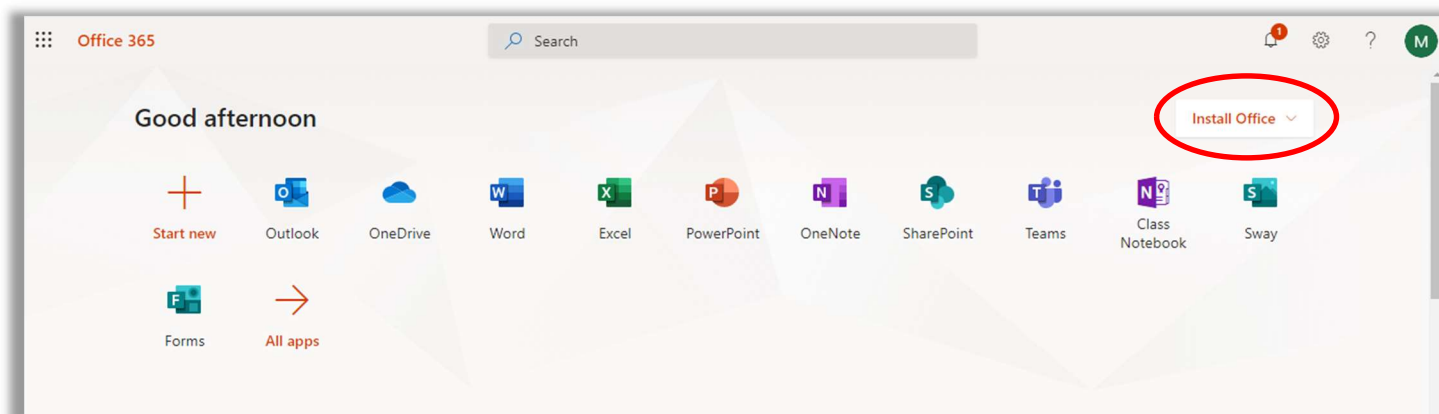 Office 365
Search
1
?
M
Good afternoon
Install Office
Start new
Outlook
OneDrive
Word
Excel
PowerPoint
OneNote
SharePoint
Teams
Class
Notebook
Sway
Forms
All apps